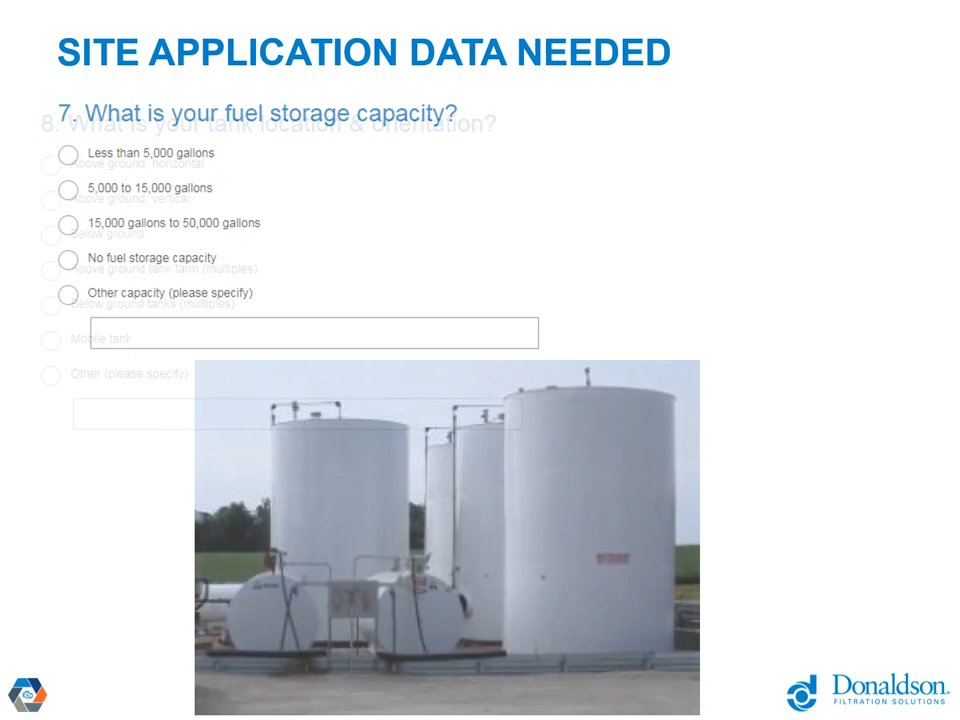 SITE APPLICATION DATA NEEDED
7. What is your fuel storage capacity?
8. What is your tank location & orientation?
Less than 5,000 gallons
Above ground, horizontal
5,000 to 15,000 gallons
Above ground, vertical
15,000 gallons to 50,000 gallons
Below ground
No fuel storage capacity
Above ground tank farm (multiples)
Other capacity (please specify)
Below ground tanks (multiples)
Mobile tank
Other (please specify)
Donaldson.
FILTRATION SOLUTIONS